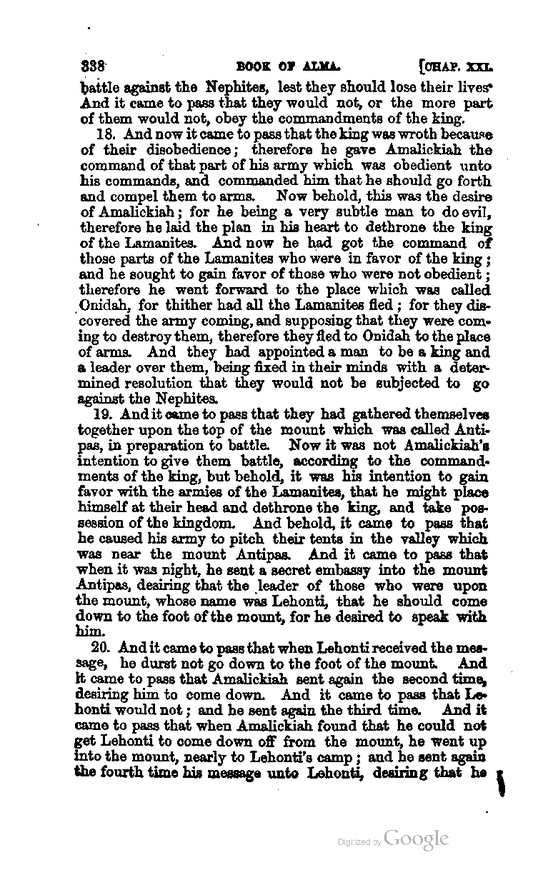 338 BOOK OF ALMA. [CHAP. XXI.
battle against the Nephites, lest they should lose their lives
And it came to pass that they would not, or the more part
of them would not, obey the commandments of the king.
18. And now it came to pass that the king was wroth because
of their disobedience; therefore he gave Amalickiah the
command of that part of his army which was obedient unto
his commands, and commanded him that he should go forth
and compel them to arms. Now behold, this was the desire
of Amalickiah; for he being a very subtle man to do evil,
therefore he laid the plan in his heart to dethrone the king
of the Lamanites. And now he had got the command of
those parts of the Lamanites who were in favor of the king;
and he sought to gain favor of those who were not obedient;
therefore he went forward to the place which was called
Onidah, for thither had all the Lamanites fled; for they dis-
covered the army coming, and supposing that they were com-
ing to destroy them, therefore they fled to Onidah to the place
of arms. And they had appointed a man to be a king and
a leader over them, being fixed in their minds with a deter-
mined resolution that they would not be subjected to go
against the Nephites.
19. And it came to pass that they had gathered themselves
together upon the top of the mount which was called Anti-
pas, in preparation to battle. Now it was not Amalickiah's
intention to give them battle, according to the command-
ments of the king, but behold, it was his intention to gain
favor with the armies of the Lamanites, that he might place
himself at their head and dethrone the king, and take pos-
session of the kingdom. And behold, it came to pass that
he caused his army to pitch their tents in the valley which
was near the mount Antipas. And it came to pass that
when it was night, he sent a secret embassy into the mount
Antipas, desiring that the leader of those who were upon
the mount, whose name was Lehonti, that he should come
down to the foot of the mount, for he desired to speak with
him.
20. And it came to pass that when Lehonti received the mes-
sage, he durst not go down to the foot of the mount. And
it came to pass that Amalickiah sent again the second time,
desiring him to come down. And it came to pass that Le-
honti would not; and he sent again the third time. And it
came to pass that when Amalickiah found that he could not
get Lehonti to come down off from the mount, he went up
into the mount, nearly to Lehonti's camp; and he sent again
the fourth time his message unto Lehonti, desiring that he
Digitized by Google